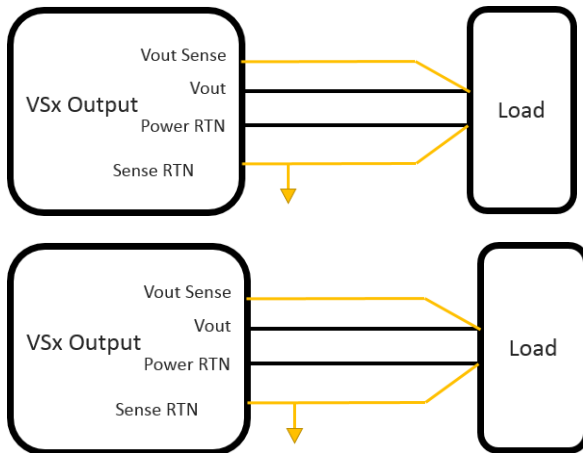 Vout Sense
Vout
VSx Output
Power RTN
Sense RTN
Load
Vout Sense
Vout
VSx Output
Power RTN
Sense RTN
Load